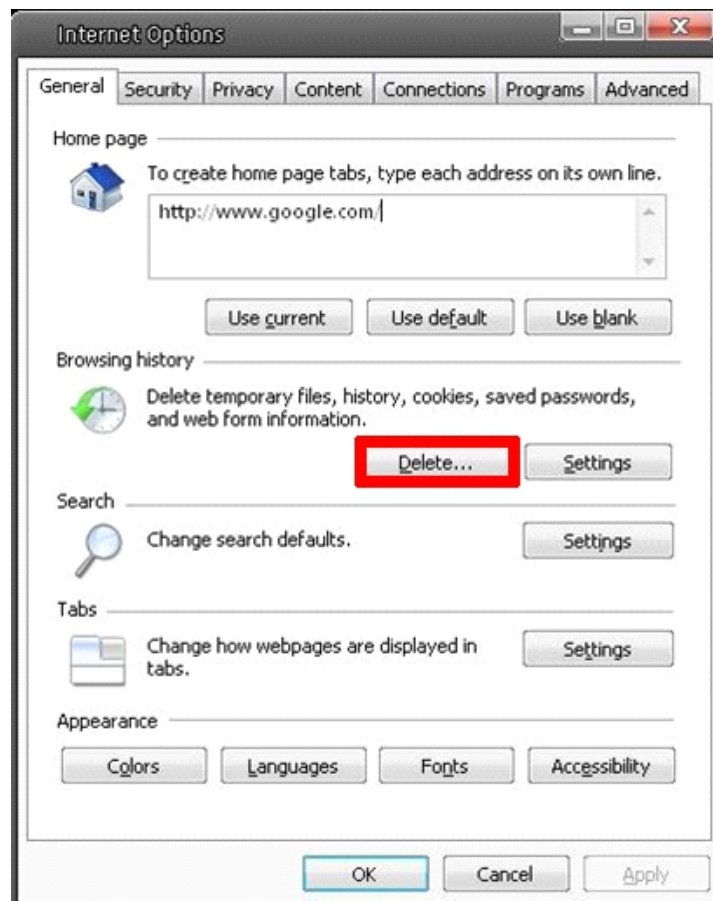 Internet Options
General Security Privacy Content Connections Programs Advanced
Home page
To create home page tabs, type each address on its own line.
http://www.google.com/
Use current Use default Use blank
Browsing history
Delete temporary files, history, cookies, saved passwords,
and web form information.
Delete... Settings
Search
Change search defaults. Settings
Tabs
Change how webpages are displayed in Settings
tabs.
Appearance
Colors Languages Fonts Accessibility
OK Cancel Apply